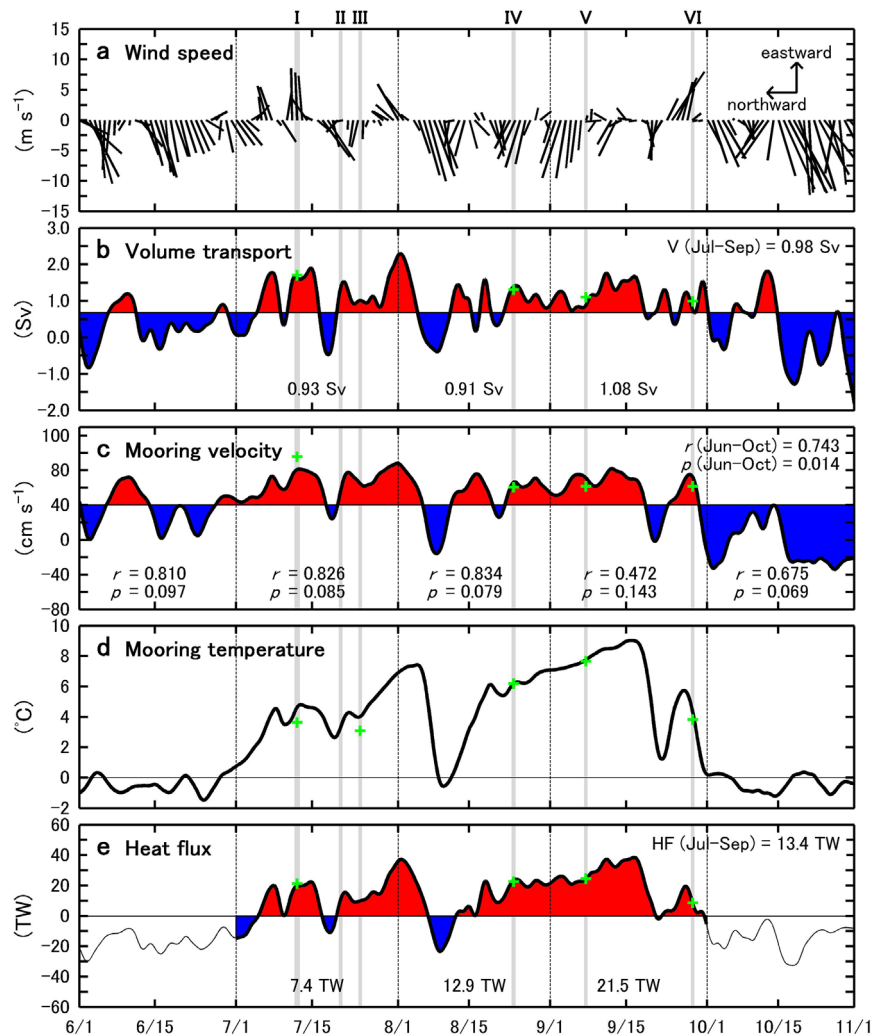 I II III IV V VI
15
10
5
0
−5
−10
−15
(m s⁻¹)
a Wind speed
eastward
northward
3.0
2.0
1.0
0.0
−1.0
−2.0
(Sv)
b Volume transport
V (Jul-Sep) = 0.98 Sv
0.93 Sv 0.91 Sv 1.08 Sv
100
80
40
0
−40
−80
(cm s⁻¹)
c Mooring velocity
r (Jun-Oct) = 0.743
p (Jun-Oct) = 0.014
r = 0.810 r = 0.826 r = 0.834 r = 0.472 r = 0.675
p = 0.097 p = 0.085 p = 0.079 p = 0.143 p = 0.069
10
8
6
4
2
0
−2
(°C)
d Mooring temperature
60
40
20
0
−20
−40
−60
(TW)
e Heat flux
HF (Jul-Sep) = 13.4 TW
7.4 TW 12.9 TW 21.5 TW
6/1 6/15 7/1 7/15 8/1 8/15 9/1 9/15 10/1 10/15 11/1